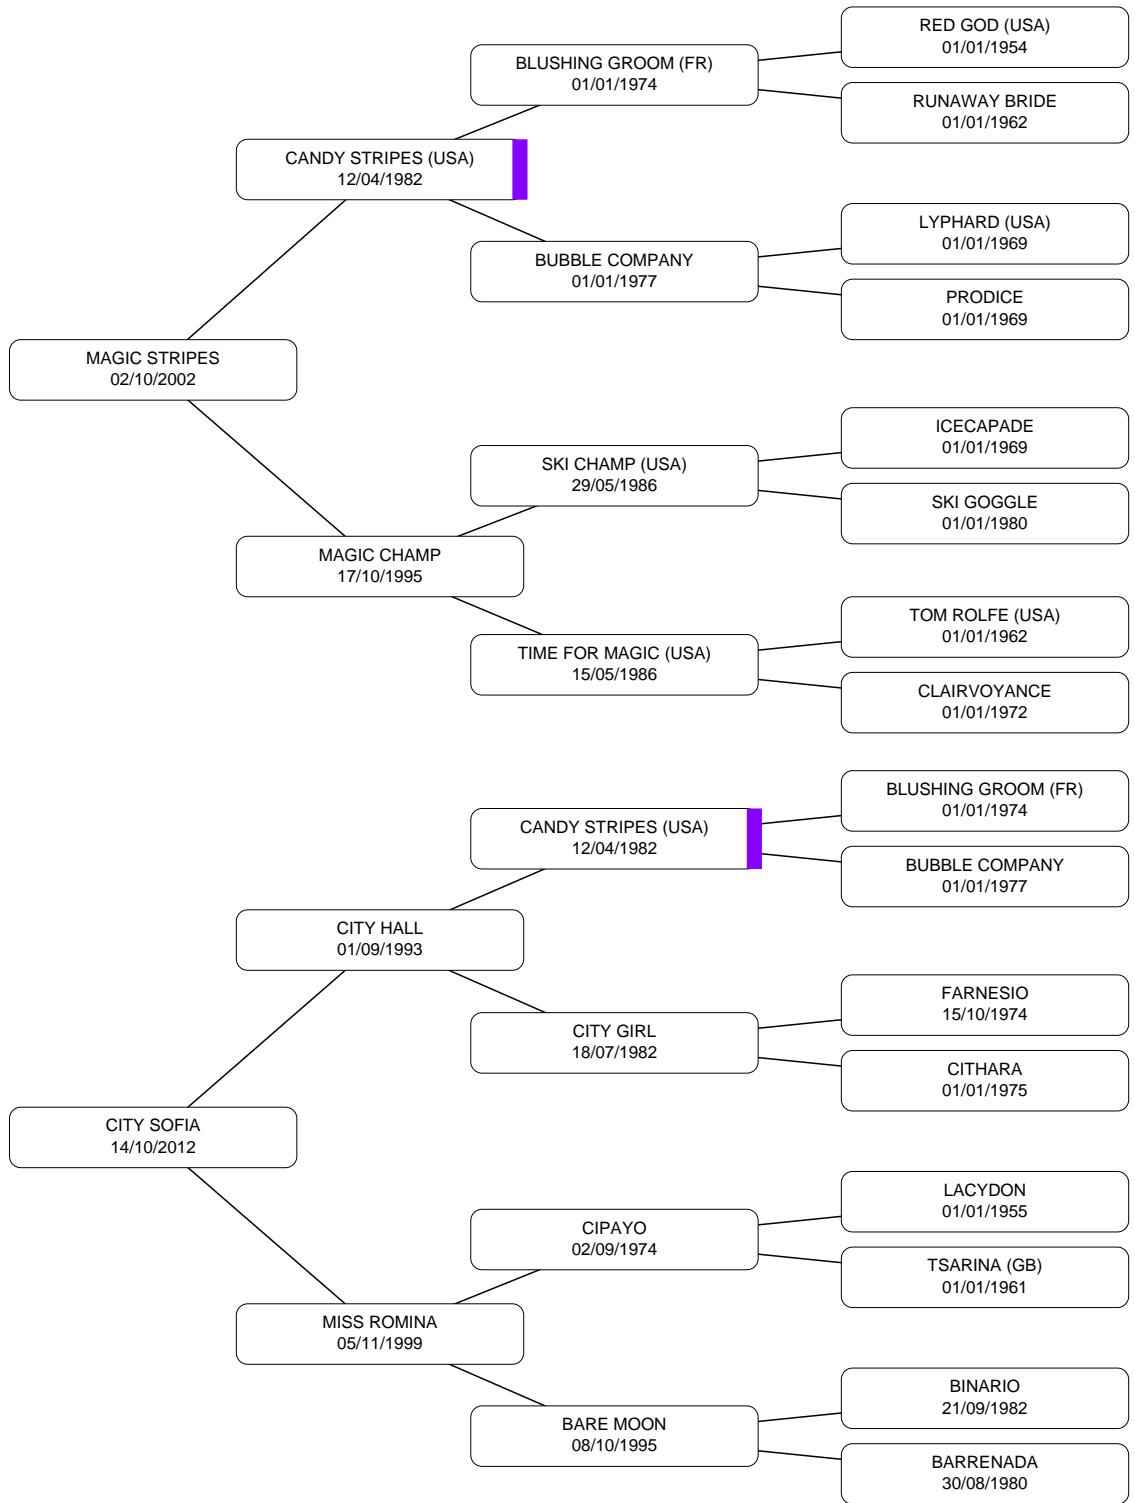 RED GOD (USA)
01/01/1954
BLUSHING GROOM (FR)
01/01/1974
RUNAWAY BRIDE
01/01/1962
CANDY STRIPES (USA)
12/04/1982
LYPHARD (USA)
01/01/1969
BUBBLE COMPANY
01/01/1977
PRODICE
01/01/1969
MAGIC STRIPES
02/10/2002
ICECAPADE
01/01/1969
SKI CHAMP (USA)
29/05/1986
SKI GOGGLE
01/01/1980
MAGIC CHAMP
17/10/1995
TOM ROLFE (USA)
01/01/1962
TIME FOR MAGIC (USA)
15/05/1986
CLAIRVOYANCE
01/01/1972
BLUSHING GROOM (FR)
01/01/1974
CANDY STRIPES (USA)
12/04/1982
BUBBLE COMPANY
01/01/1977
CITY HALL
01/09/1993
FARNESIO
15/10/1974
CITY GIRL
18/07/1982
CITHARA
01/01/1975
CITY SOFIA
14/10/2012
LACYDON
01/01/1955
CIPAYO
02/09/1974
TSARINA (GB)
01/01/1961
MISS ROMINA
05/11/1999
BINARIO
21/09/1982
BARE MOON
08/10/1995
BARRENADA
30/08/1980